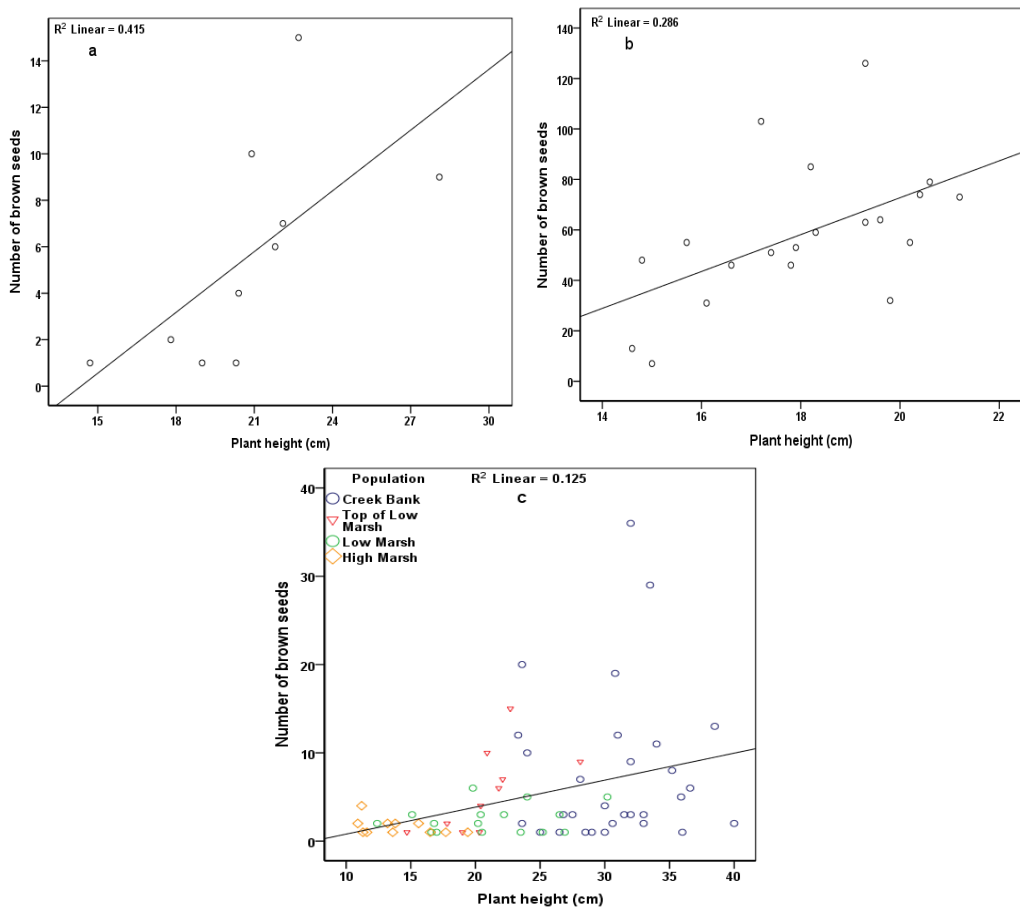 R² Linear = 0.415
a
Number of brown seeds
14
12
10
8
6
4
2
0
15
18
21
24
27
30
Plant height (cm)
R² Linear = 0.286
b
Number of brown seeds
140
120
100
80
60
40
20
0
14
16
18
20
22
Plant height (cm)
Population
R² Linear = 0.125
c
Creek Bank
Top of Low
Marsh
Low Marsh
High Marsh
Number of brown seeds
40
30
20
10
0
10
15
20
25
30
35
40
Plant height (cm)